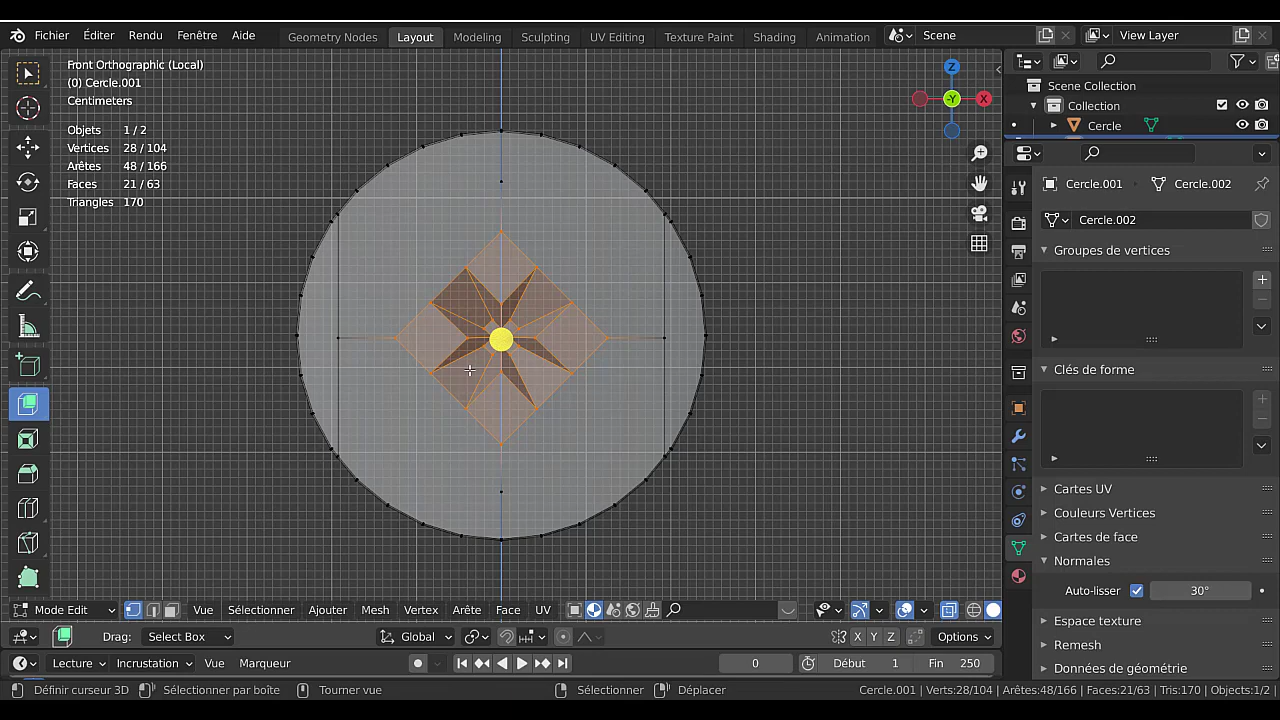 Fichier Éditer Rendu Fenêtre Aide Geometry Nodes Layout Modeling Sculpting UV Editing Texture Paint Shading Animation Scene View Layer
Front Orthographic (Local)
(0) Cercle.001
Centimeters
Objets 1 / 2
Vertices 28 / 104
Arêtes 48 / 166
Faces 21 / 63
Triangles 170
Z
-Y
X
Scene Collection
Collection
Cercle
Cercle.001 Cercle.002
Cercle.002
Groupes de vertices
Clés de forme
Cartes UV
Couleurs Vertices
Cartes de face
Normales
Auto-lisser 30°
Espace texture
Remesh
Données de géométrie
Mode Edit Vue Sélectionner Ajouter Mesh Vertex Arête Face UV
Drag: Select Box Global X Y Z Options
Lecture Incrustation Vue Marqueur 0 Début 1 Fin 250
Définir curseur 3D Sélectionner par boîte Tourner vue Sélectionner Déplacer Cercle.001 | Verts:28/104 | Arêtes:48/166 | Faces:21/63 | Tris:170 | Objects:1/2